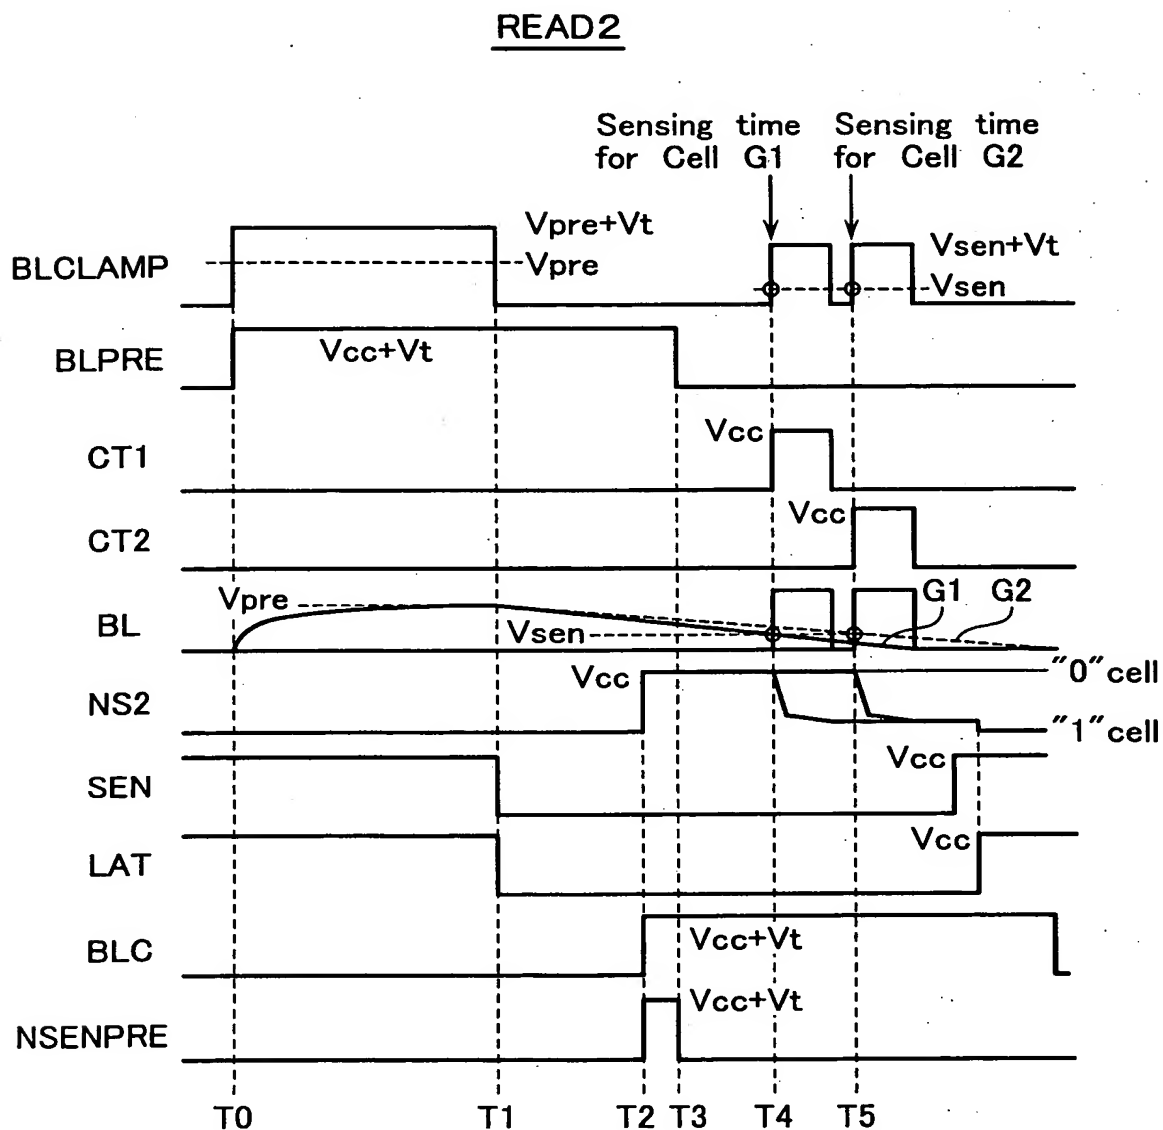 READ2
Sensing time for Cell G1
Sensing time for Cell G2
BLCLAMP
Vpre+Vt
Vpre
Vsen+Vt
Vsen
BLPRE
Vcc+Vt
CT1
Vcc
CT2
Vcc
BL
Vpre
Vsen
G1
G2
NS2
Vcc
"0"cell
"1"cell
SEN
Vcc
LAT
Vcc
BLC
Vcc+Vt
NSENPRE
Vcc+Vt
T0 T1 T2 T3 T4 T5